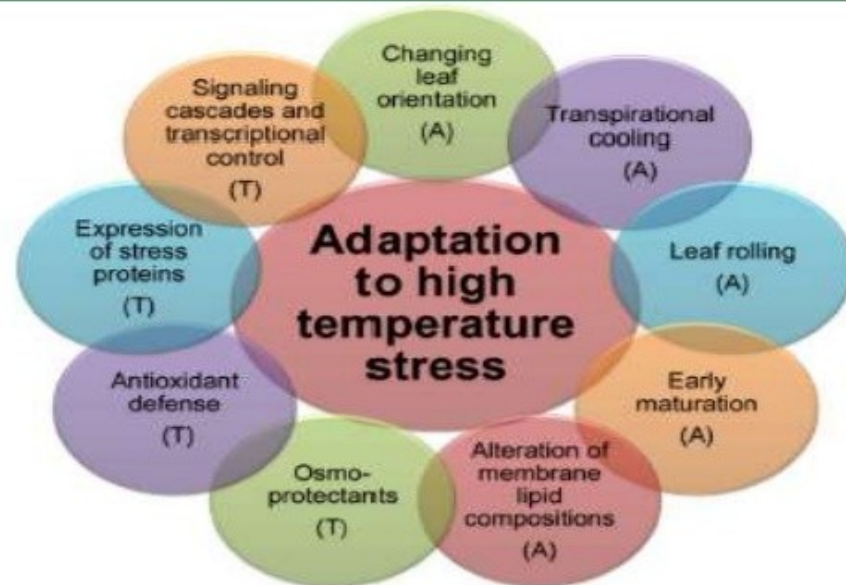 Adaptation
to high
temperature
stress
Changing
leaf
orientation
(A)
Transpirational
cooling
(A)
Leaf rolling
(A)
Early
maturation
(A)
Alteration of
membrane
lipid
compositions
(A)
Osmo-
protectants
(T)
Antioxidant
defense
(T)
Expression
of stress
proteins
(T)
Signaling
cascades and
transcriptional
control
(T)